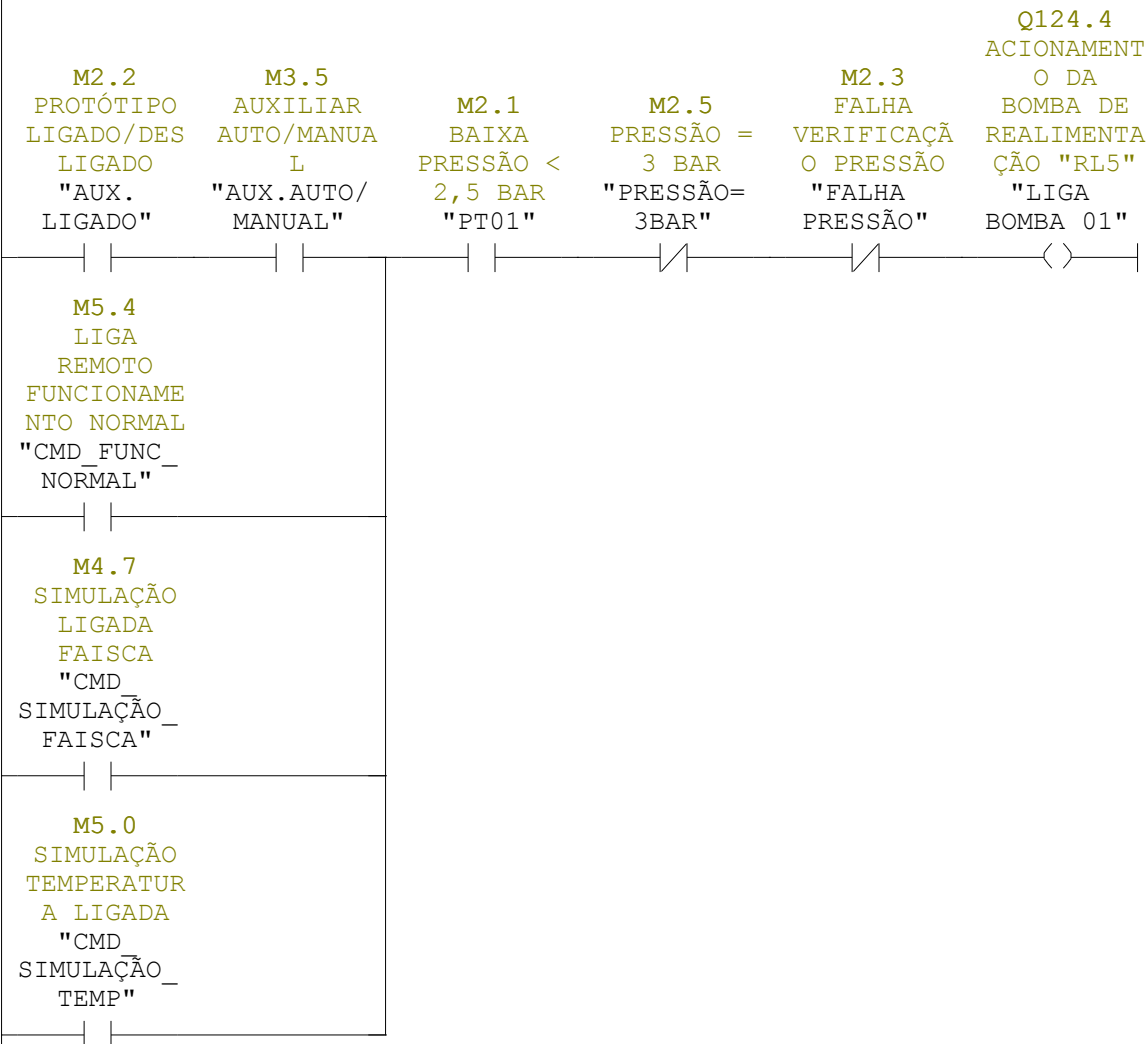 M2.2
PROTÓTIPO
LIGADO/DES
LIGADO
"AUX.
LIGADO"
M3.5
AUXILIAR
AUTO/MANUA
L
"AUX.AUTO/
MANUAL"
M2.1
BAIXA
PRESSÃO <
2,5 BAR
"PT01"
M2.5
PRESSÃO =
3 BAR
"PRESSÃO=
3BAR"
M2.3
FALHA
VERIFICAÇÃ
O PRESSÃO
"FALHA
PRESSÃO"
Q124.4
ACIONAMENT
O DA
BOMBA DE
REALIMENTA
ÇÃO "RL5"
"LIGA
BOMBA 01"
M5.4
LIGA
REMOTO
FUNCIONAME
NTO NORMAL
"CMD_FUNC_
NORMAL"
M4.7
SIMULAÇÃO
LIGADA
FAISCA
"CMD_
SIMULAÇÃO_
FAISCA"
M5.0
SIMULAÇÃO
TEMPERATUR
A LIGADA
"CMD_
SIMULAÇÃO_
TEMP"